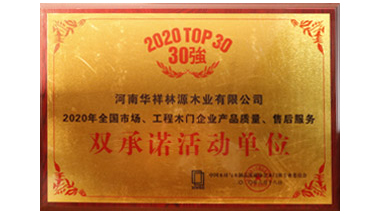 2020 TOP 30
30強
河南华祥林源木业有限公司
2020年全国市场、工程木门企业产品质量、售后服务
双承诺活动单位